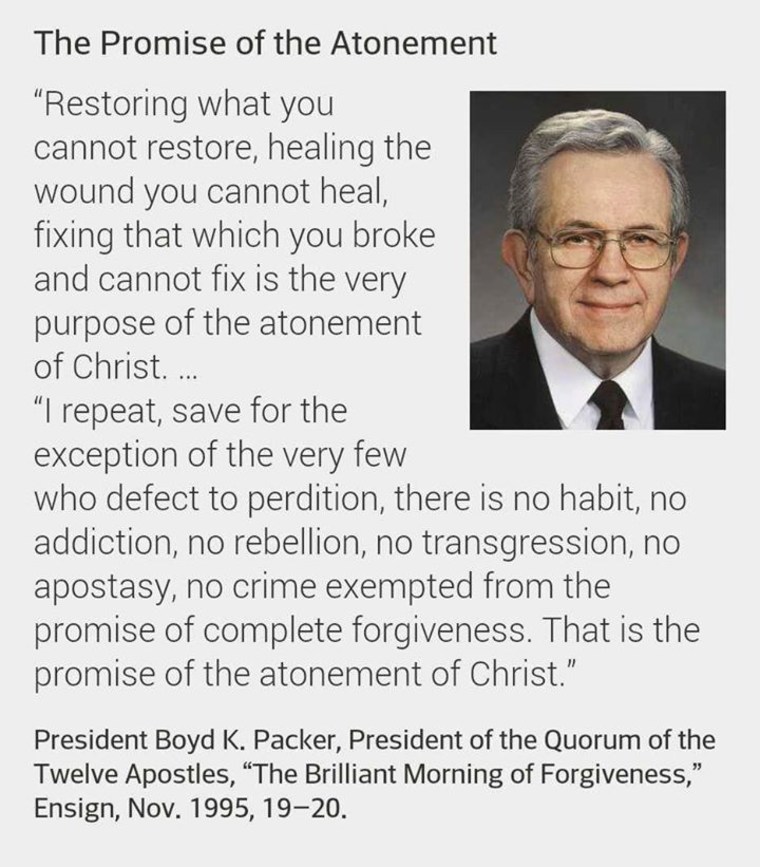 The Promise of the Atonement
“Restoring what you
cannot restore, healing the
wound you cannot heal,
fixing that which you broke
and cannot fix is the very
purpose of the atonement
of Christ. ...
“I repeat, save for the
exception of the very few
who defect to perdition, there is no habit, no
addiction, no rebellion, no transgression, no
apostasy, no crime exempted from the
promise of complete forgiveness. That is the
promise of the atonement of Christ.”
President Boyd K. Packer, President of the Quorum of the
Twelve Apostles, “The Brilliant Morning of Forgiveness,”
Ensign, Nov. 1995, 19–20.